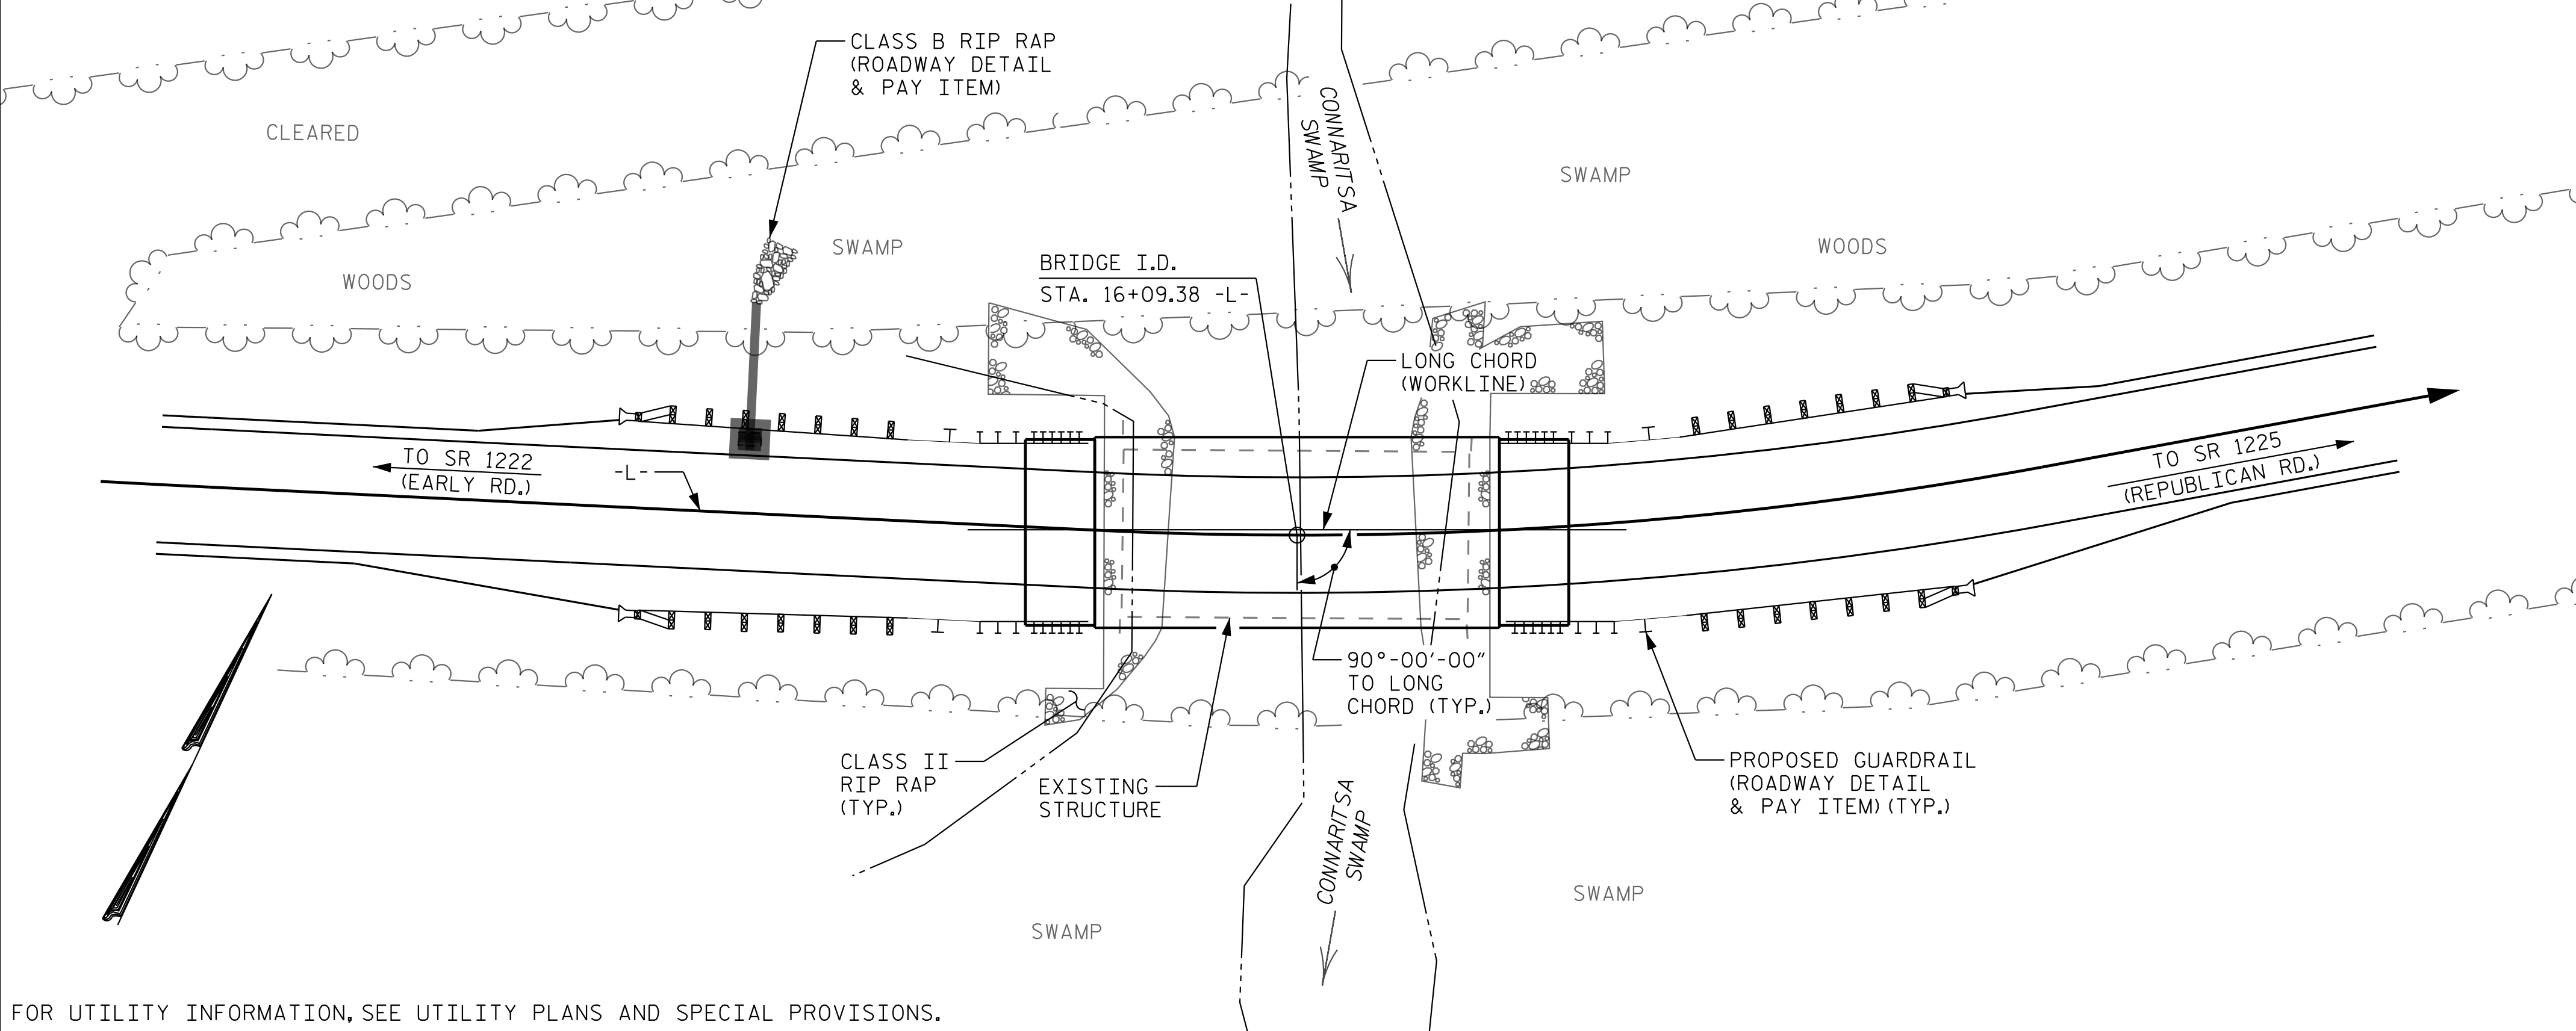 CLASS B RIP RAP
(ROADWAY DETAIL
& PAY ITEM)
CLEARED
CONNARITSA
SWAMP
SWAMP
SWAMP
WOODS
WOODS
BRIDGE I.D.
STA. 16+09.38 -L-
LONG CHORD
(WORKLINE)
TO SR 1222
(EARLY RD.)
-L-
TO SR 1225
(REPUBLICAN RD.)
90°-00'-00"
TO LONG
CHORD (TYP.)
CLASS II
RIP RAP
(TYP.)
EXISTING
STRUCTURE
PROPOSED GUARDRAIL
(ROADWAY DETAIL
& PAY ITEM) (TYP.)
CONNARITSA
SWAMP
SWAMP
SWAMP
FOR UTILITY INFORMATION, SEE UTILITY PLANS AND SPECIAL PROVISIONS.